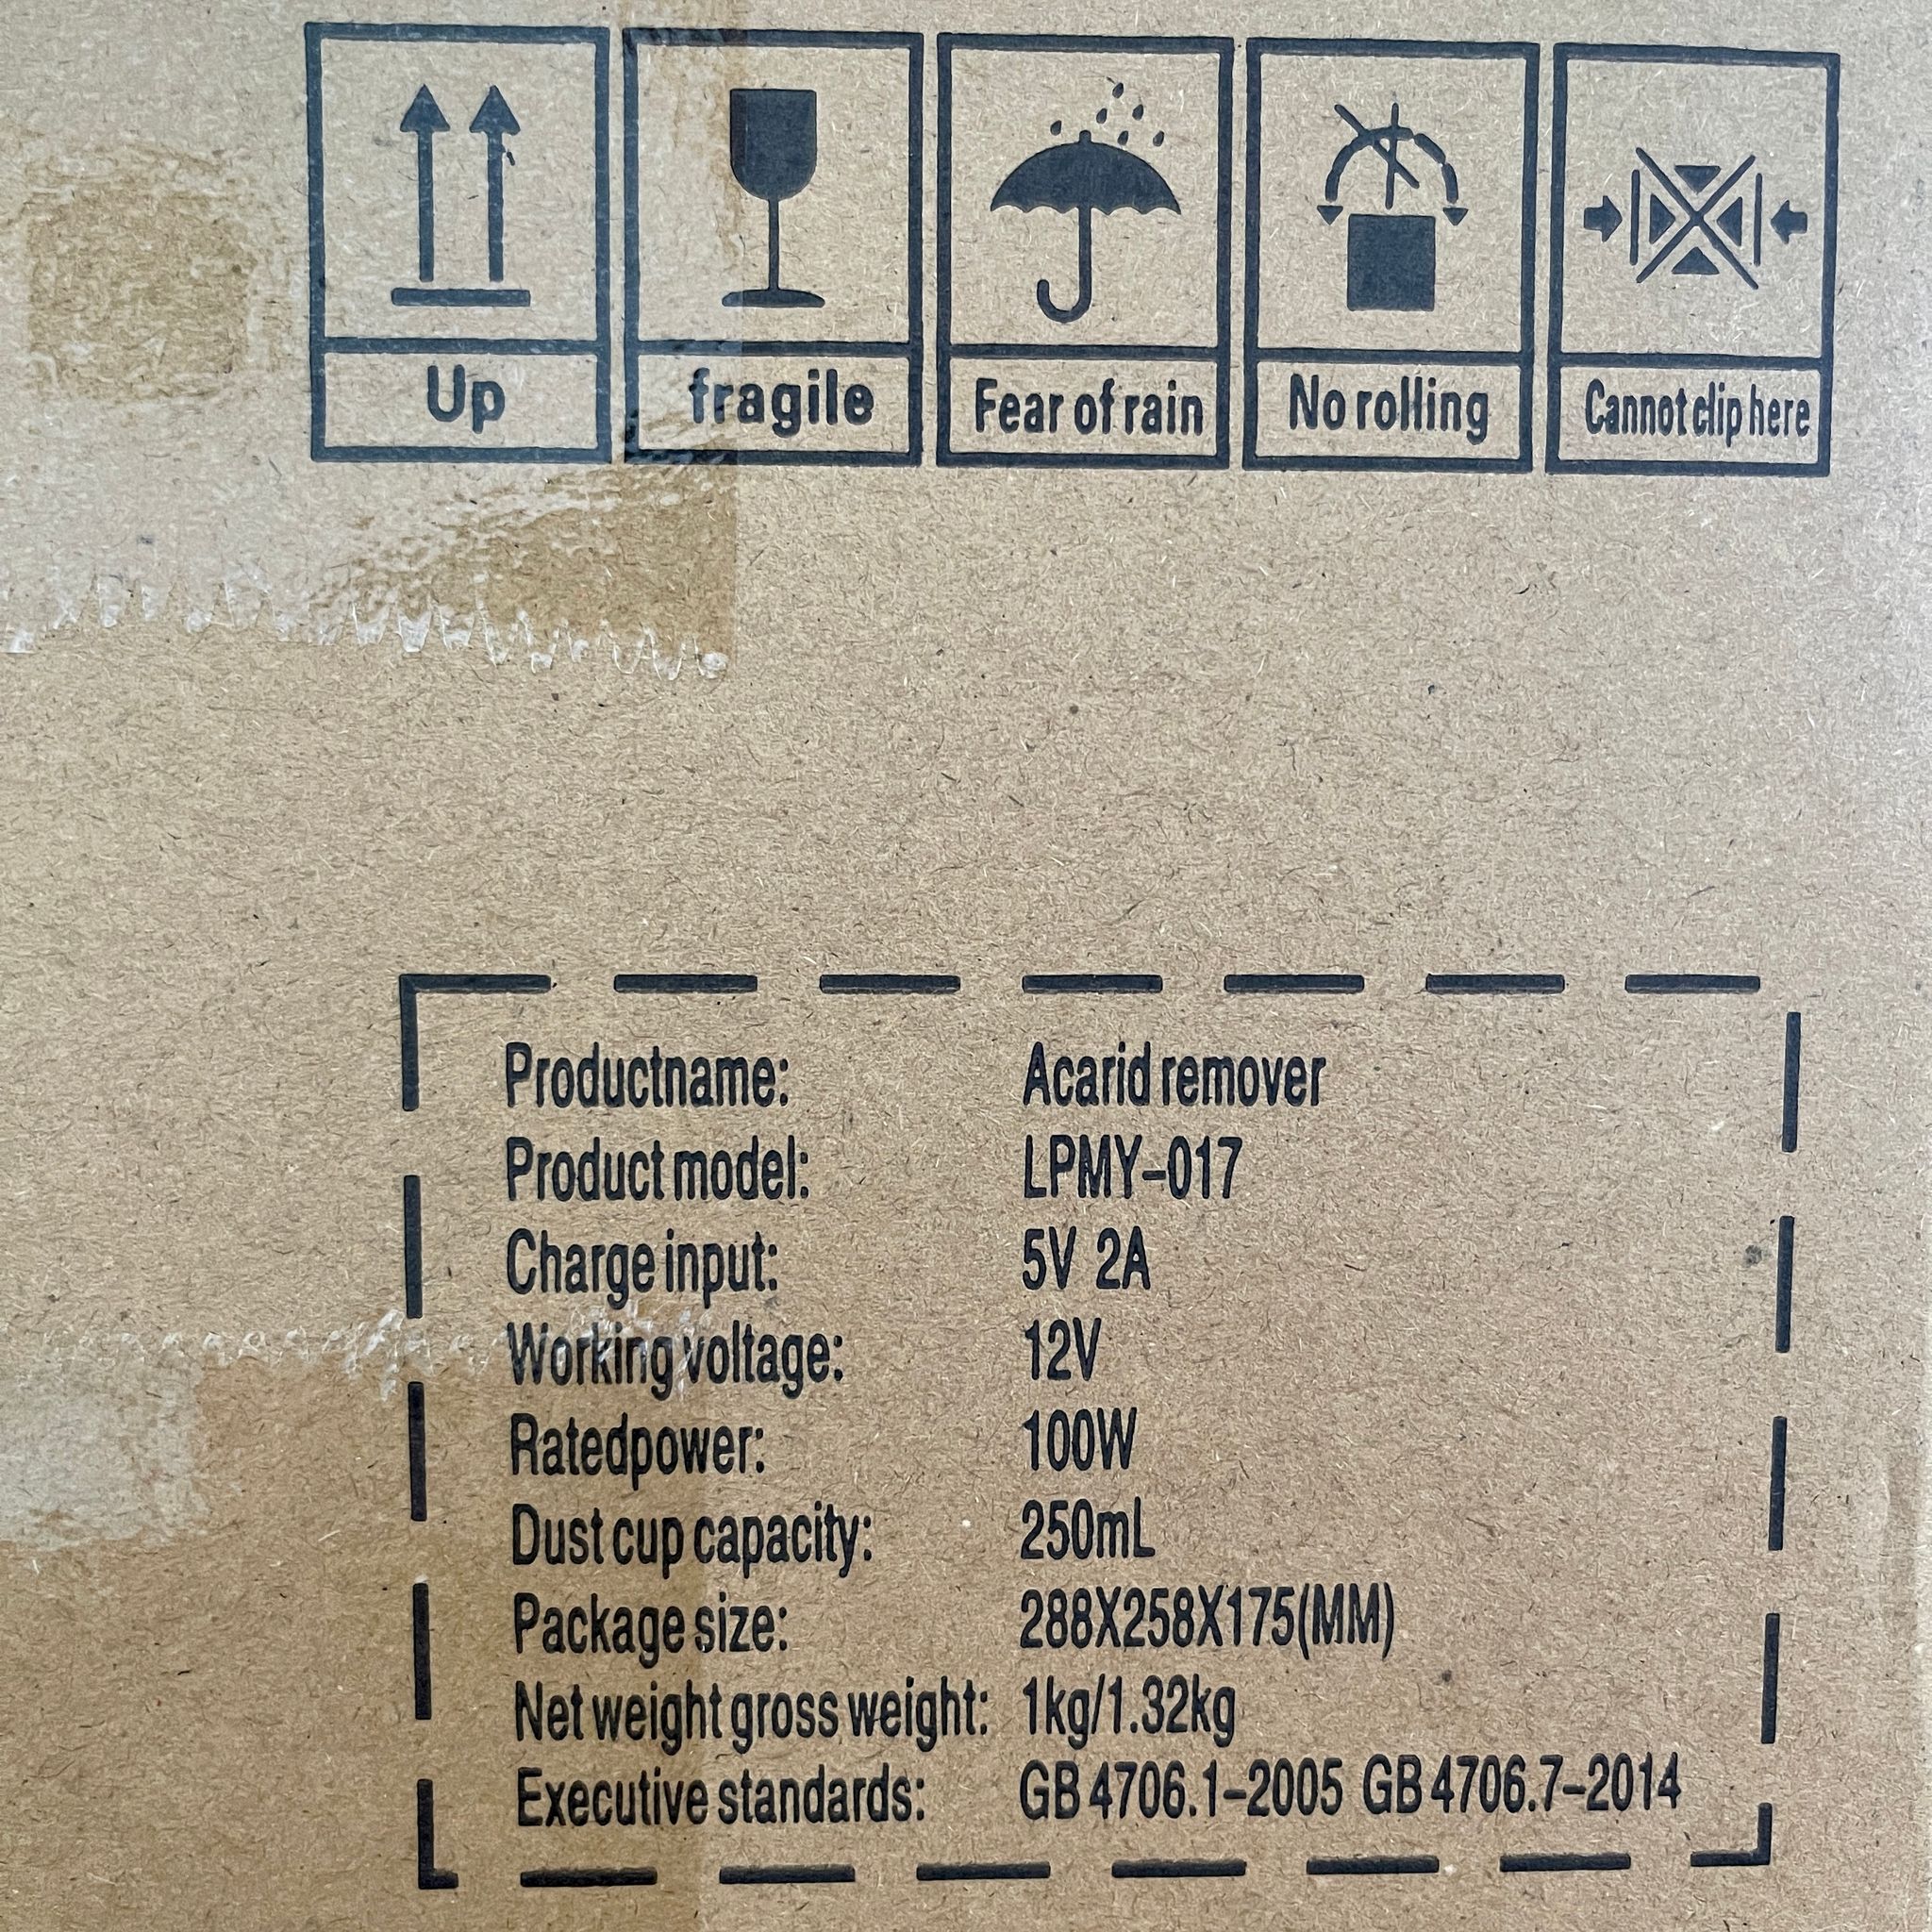 Up
fragile
Fear of rain
No rolling
Cannot clip here
Productname: Acarid remover
Product model: LPMY-017
Charge input: 5V 2A
Working voltage: 12V
Ratedpower: 100W
Dust cup capacity: 250mL
Package size: 288X258X175(MM)
Net weight gross weight: 1kg/1.32kg
Executive standards: GB 4706.1-2005 GB 4706.7-2014